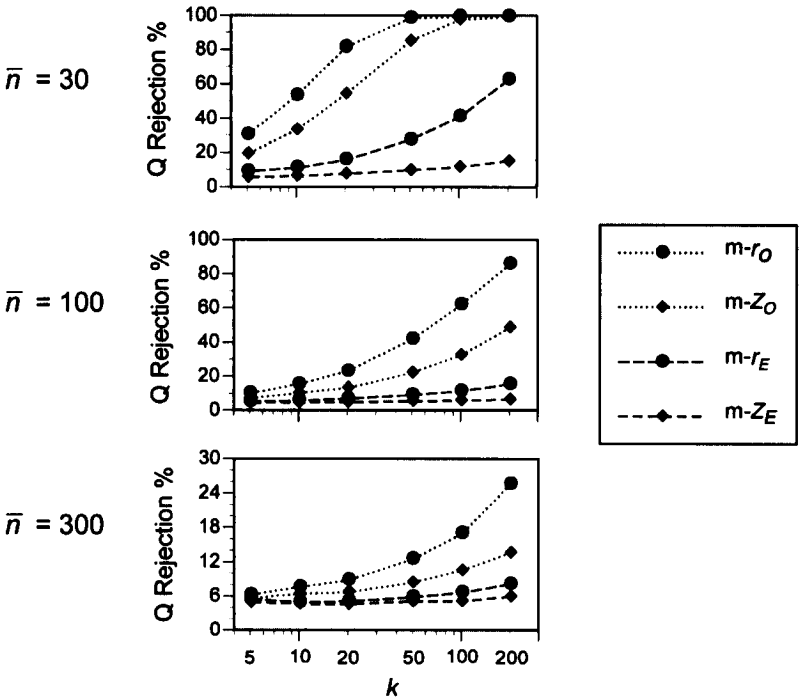 n̅ = 30
Q Rejection %
100
80
60
40
20
0
n̅ = 100
Q Rejection %
100
80
60
40
20
0
n̅ = 300
Q Rejection %
30
24
18
12
6
0
5 10 20 50 100 200
k
m-rO
m-ZO
m-rE
m-ZE